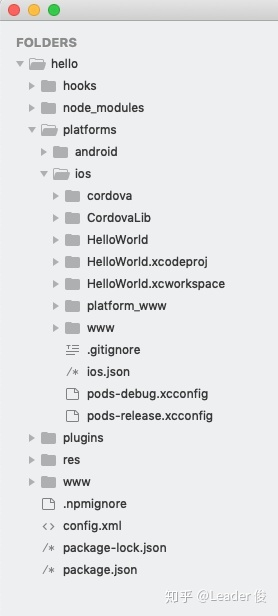 FOLDERS
hello
hooks
node_modules
platforms
android
ios
cordova
CordovaLib
HelloWorld
HelloWorld.xcodeproj
HelloWorld.xcworkspace
platform_www
www
.gitignore
ios.json
pods-debug.xcconfig
pods-release.xcconfig
plugins
res
www
.npmignore
config.xml
package-lock.json
package.json
知乎 @Leader 俊